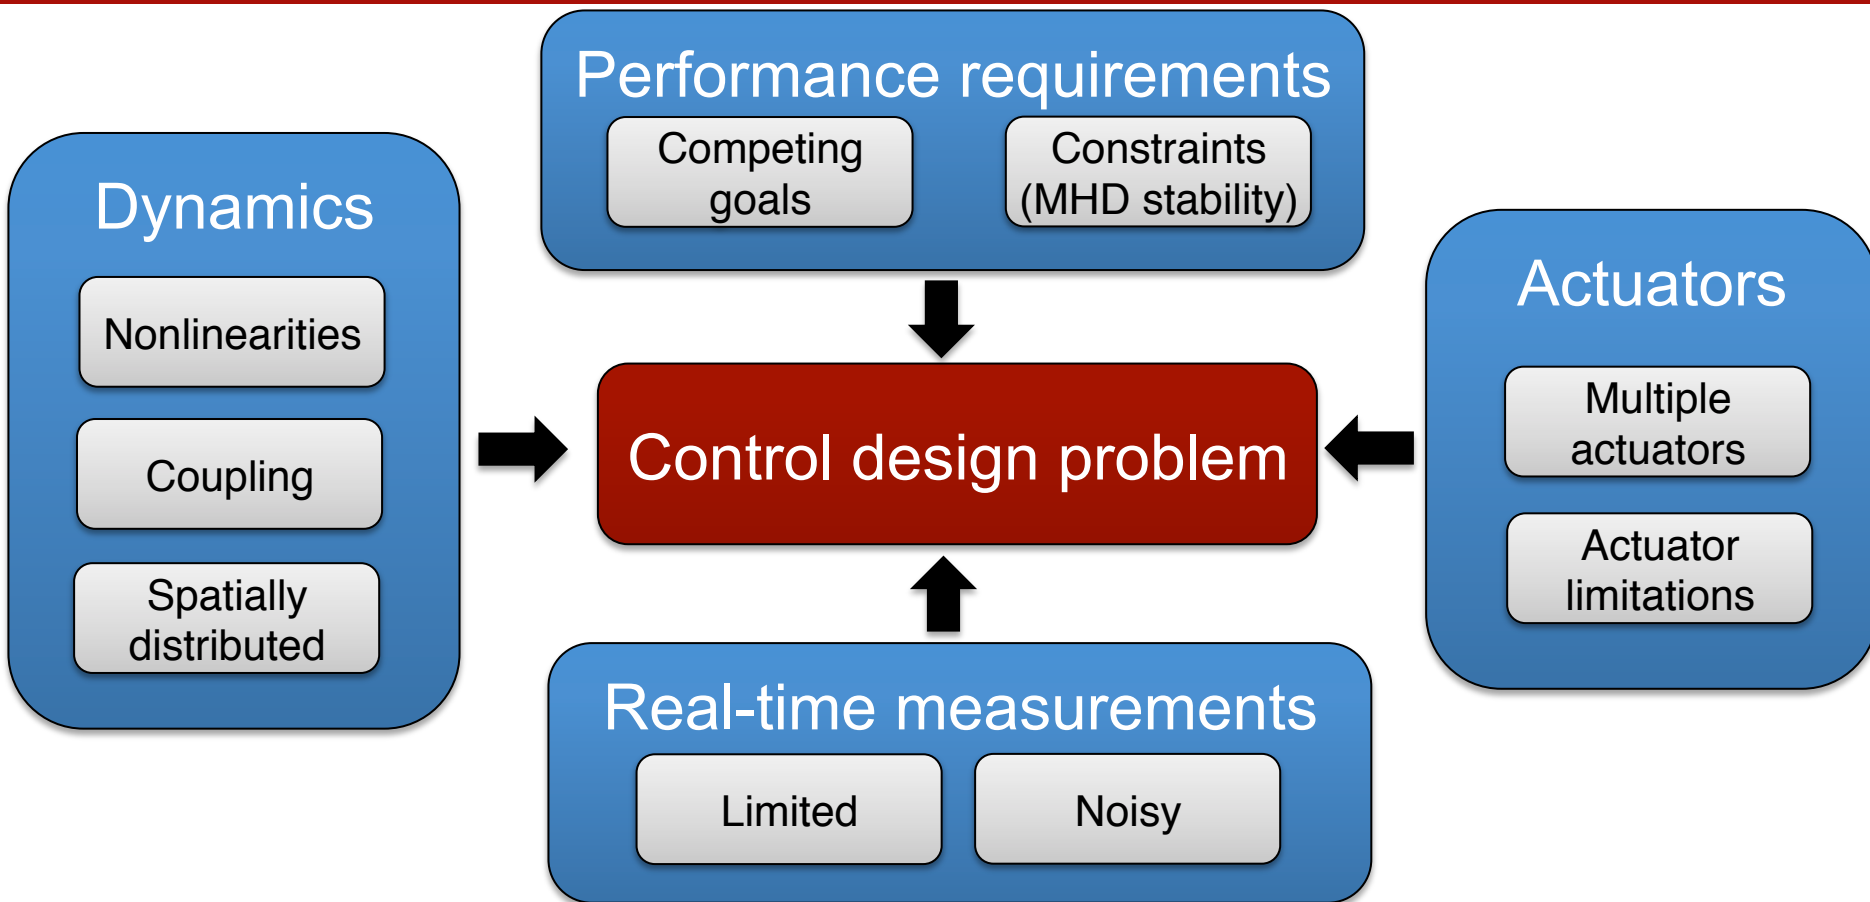 Performance requirements
Competing
goals
Constraints
(MHD stability)
Dynamics
Nonlinearities
Coupling
Spatially
distributed
Control design problem
Actuators
Multiple
actuators
Actuator
limitations
Real-time measurements
Limited
Noisy